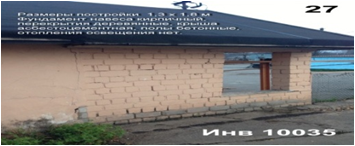 27
Размеры постройки 1,3 х 1,6 м
Фундамент навеса кирпичный,
перекрытия деревянные, крыша
асбестоцементная, полы бетонные,
отопления освещения нет.
Инв 10035